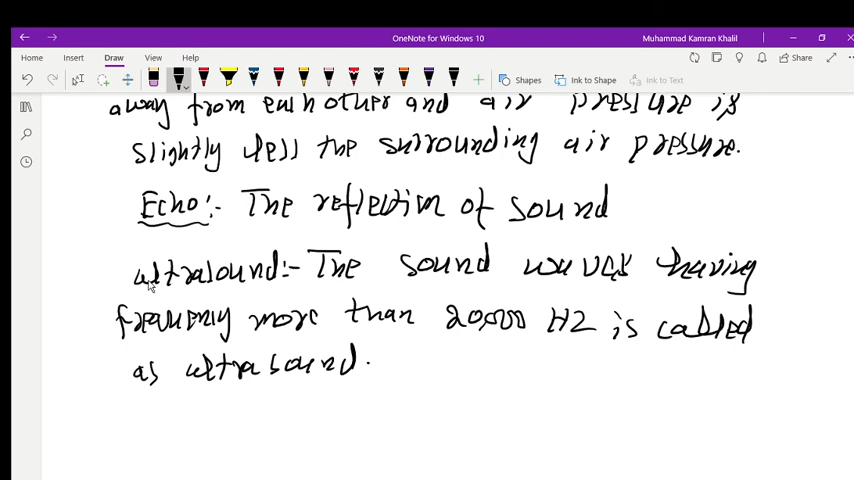 OneNote for Windows 10
Muhammad Kamran Khalil
Home Insert Draw View Help Share
Shapes Ink to Shape Ink to Text
away from each other and air pressure is
slightly less the surrounding air pressure.
Echo:- The reflection of sound
ultrasound:- The sound waves having
frequency more than 20,000 HZ is called
as ultrasound.